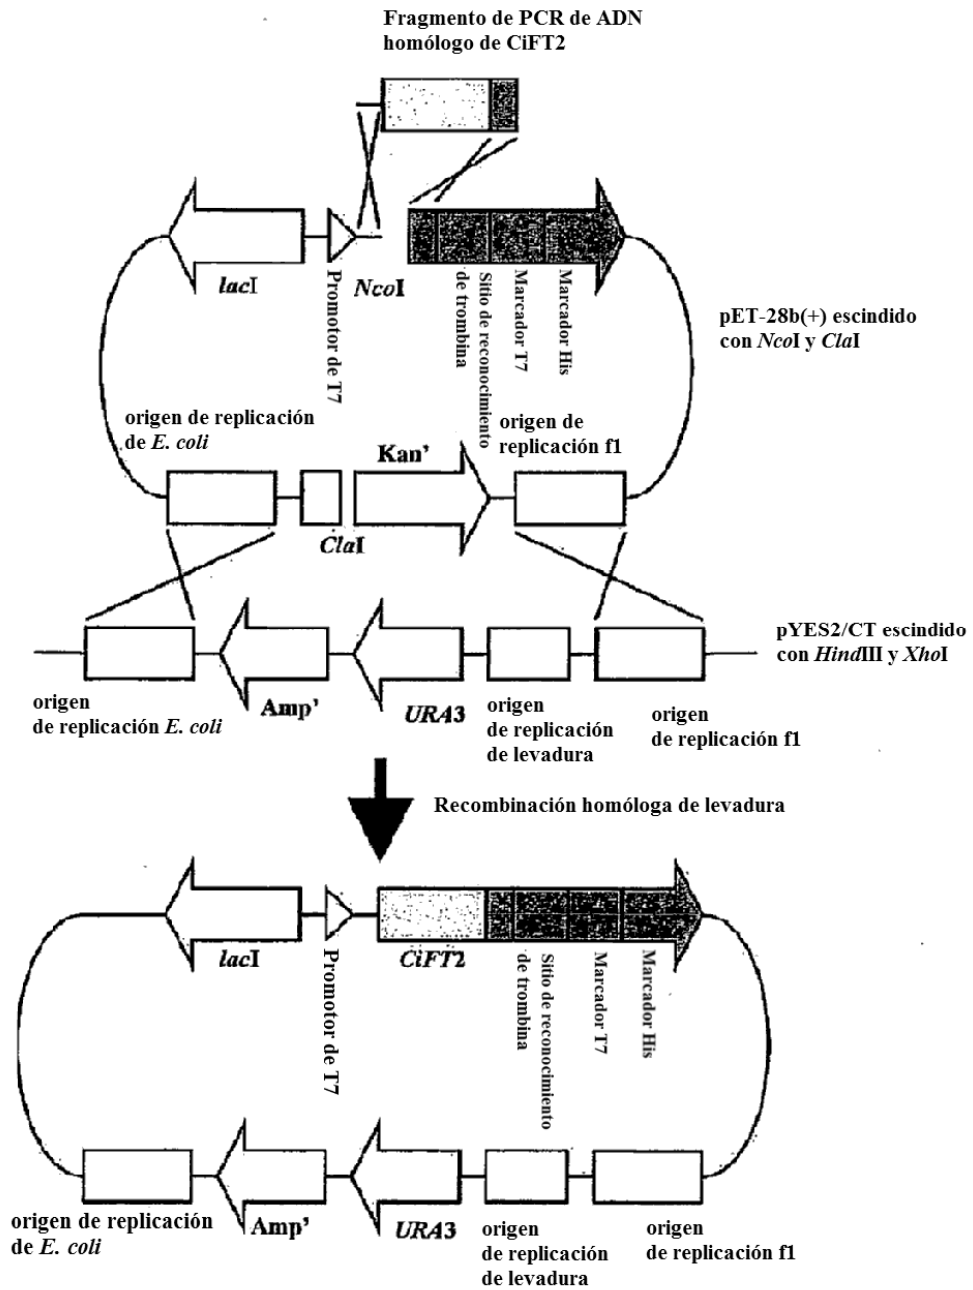 Fragmento de PCR de ADN
homólogo de CiFT2
lacI
Promotor de T7
NcoI
Sitio de reconocimiento
de trombina
Marcador T7
Marcador His
pET-28b(+) escindido
con NcoI y ClaI
origen de replicación
de E. coli
Kan’
origen de
replicación f1
ClaI
pYES2/CT escindido
con HindIII y XhoI
origen
de replicación E. coli
Amp’
URA3
origen
de replicación
de levadura
origen
de replicación f1
Recombinación homóloga de levadura
lacI
Promotor de T7
CiFT2
Sitio de reconocimiento
de trombina
Marcador T7
Marcador His
origen de replicación
de E. coli
Amp’
URA3
origen
de replicación
de levadura
origen
de replicación f1